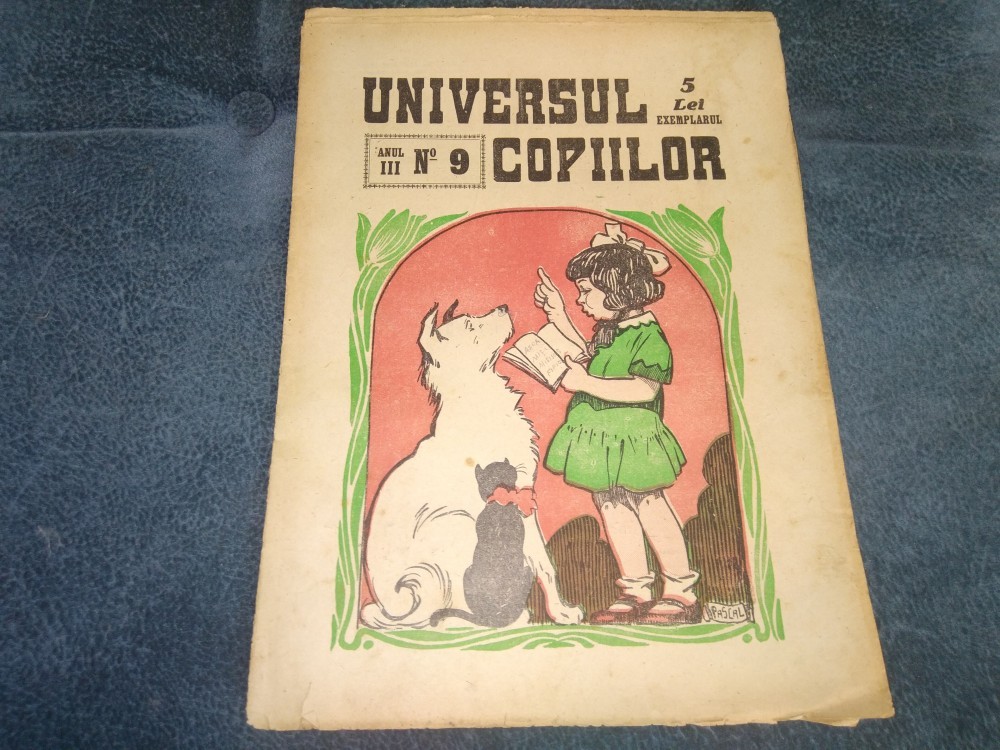 UNIVERSUL
COPIILOR
5
Lei
EXEMPLARUL
ANUL
III
Nº 9
PASCAL